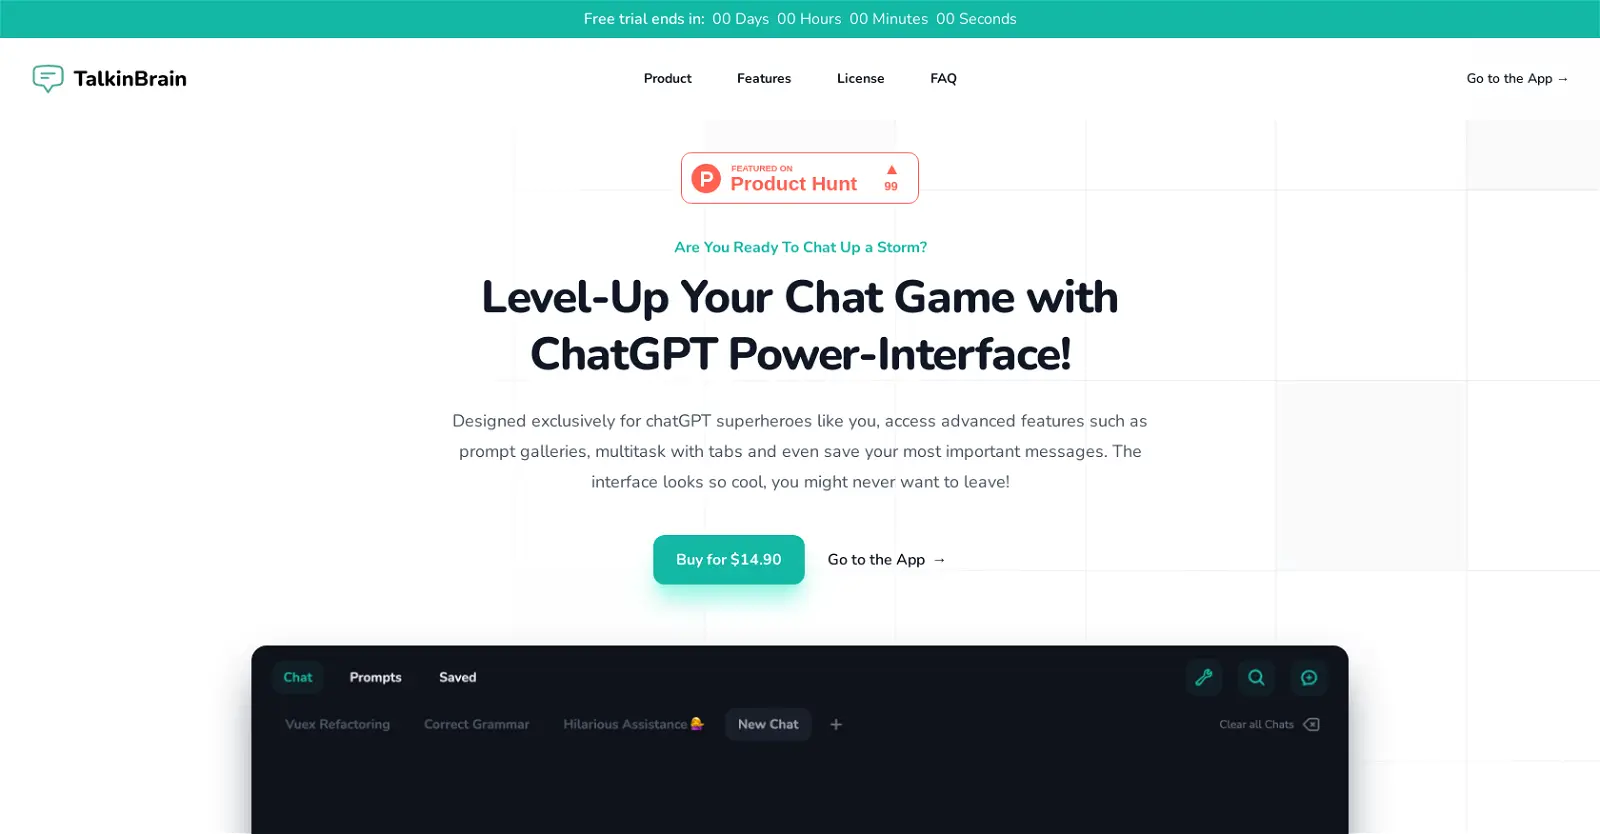 Free trial ends in: 00 Days 00 Hours 00 Minutes 00 Seconds
TalkinBrain
Product Features License FAQ
Go to the App →
P FEATURED ON
Product Hunt
▲ 99
Are You Ready To Chat Up a Storm?
Level-Up Your Chat Game with
ChatGPT Power-Interface!
Designed exclusively for chatGPT superheroes like you, access advanced features such as
prompt galleries, multitask with tabs and even save your most important messages. The
interface looks so cool, you might never want to leave!
Buy for $14.90 Go to the App →
Chat Prompts Saved
Vuex Refactoring Correct Grammar Hilarious Assistance💁 New Chat + Clear all Chats